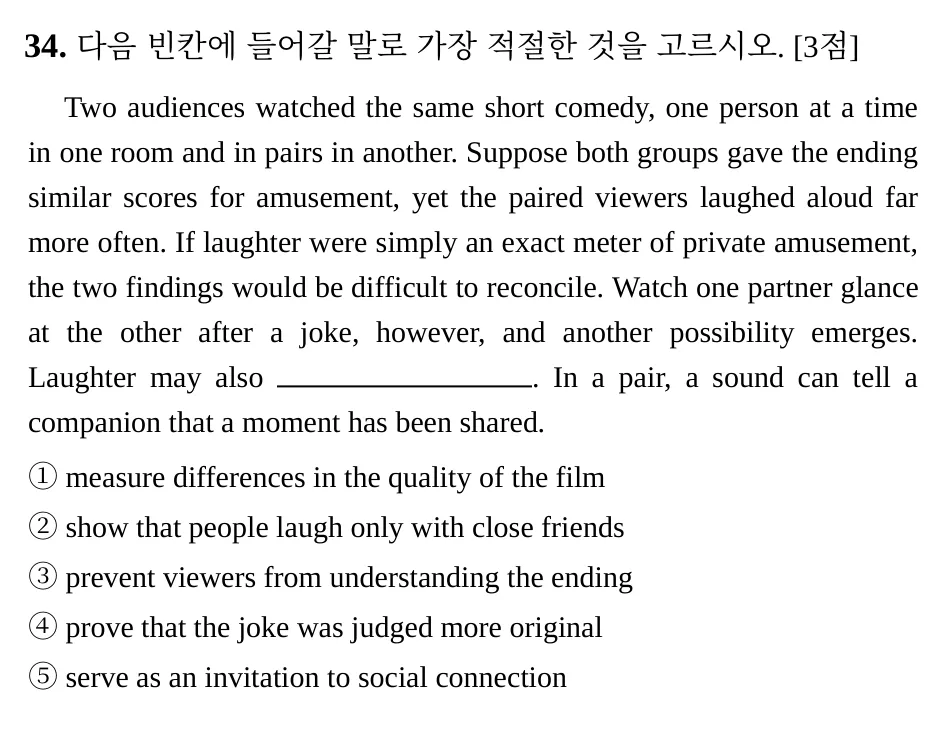 34. 다음 빈칸에 들어갈 말로 가장 적절한 것을 고르시오. [3점]
Two audiences watched the same short comedy, one person at a time
in one room and in pairs in another. Suppose both groups gave the ending
similar scores for amusement, yet the paired viewers laughed aloud far
more often. If laughter were simply an exact meter of private amusement,
the two findings would be difficult to reconcile. Watch one partner glance
at the other after a joke, however, and another possibility emerges.
Laughter may also ________________. In a pair, a sound can tell a
companion that a moment has been shared.
① measure differences in the quality of the film
② show that people laugh only with close friends
③ prevent viewers from understanding the ending
④ prove that the joke was judged more original
⑤ serve as an invitation to social connection